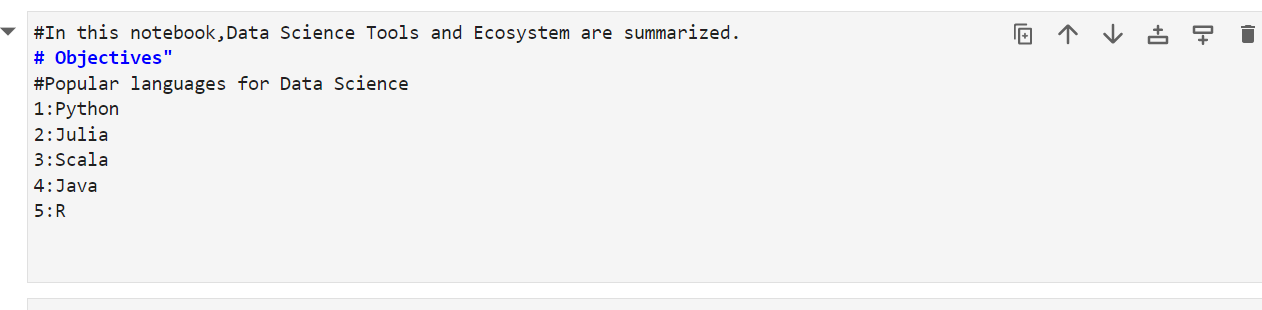 #In this notebook,Data Science Tools and Ecosystem are summarized.
# Objectives"
#Popular languages for Data Science
1:Python
2:Julia
3:Scala
4:Java
5:R